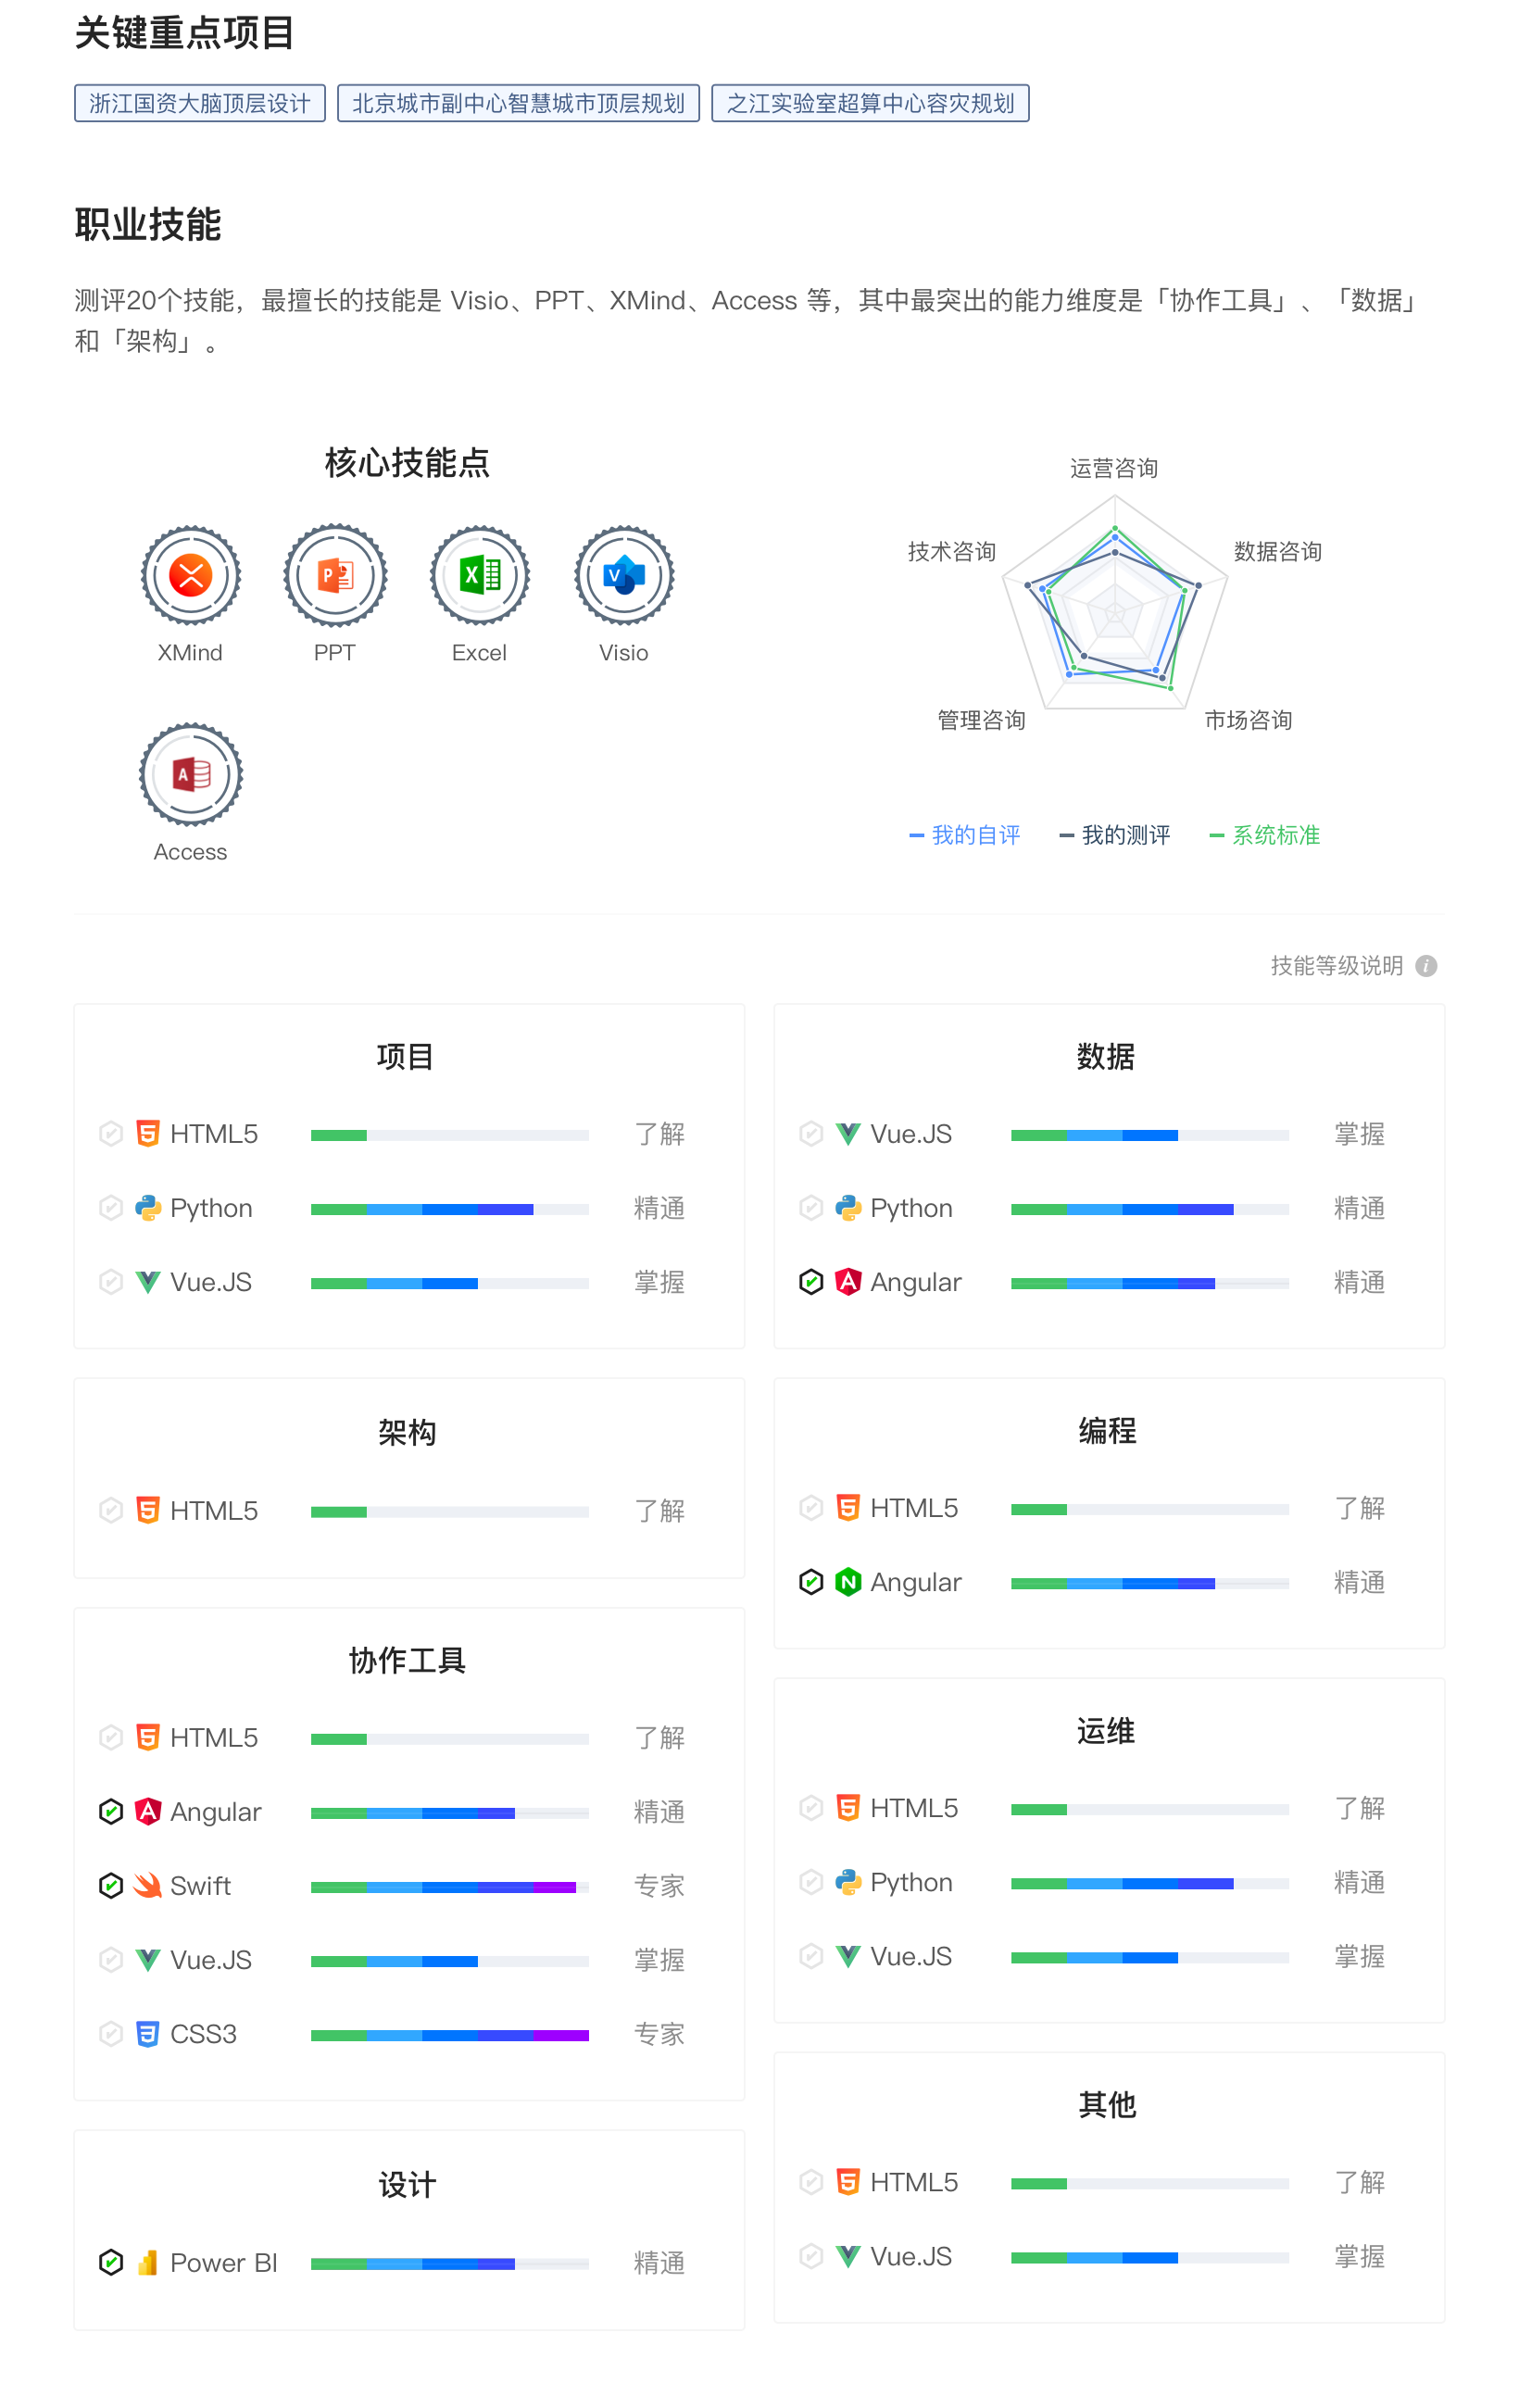 关键重点项目
浙江国资大脑顶层设计
北京城市副中心智慧城市顶层规划
之江实验室超算中心容灾规划
职业技能
测评20个技能，最擅长的技能是 Visio、PPT、XMind、Access 等，其中最突出的能力维度是「协作工具」、「数据」
和「架构」。
核心技能点
XMind
PPT
Excel
Visio
Access
运营咨询
技术咨询
数据咨询
管理咨询
市场咨询
我的自评
我的测评
系统标准
技能等级说明
项目
HTML5 了解
Python 精通
Vue.JS 掌握
数据
Vue.JS 掌握
Python 精通
Angular 精通
架构
HTML5 了解
编程
HTML5 了解
Angular 精通
协作工具
HTML5 了解
Angular 精通
Swift 专家
Vue.JS 掌握
CSS3 专家
运维
HTML5 了解
Python 精通
Vue.JS 掌握
设计
Power BI 精通
其他
HTML5 了解
Vue.JS 掌握